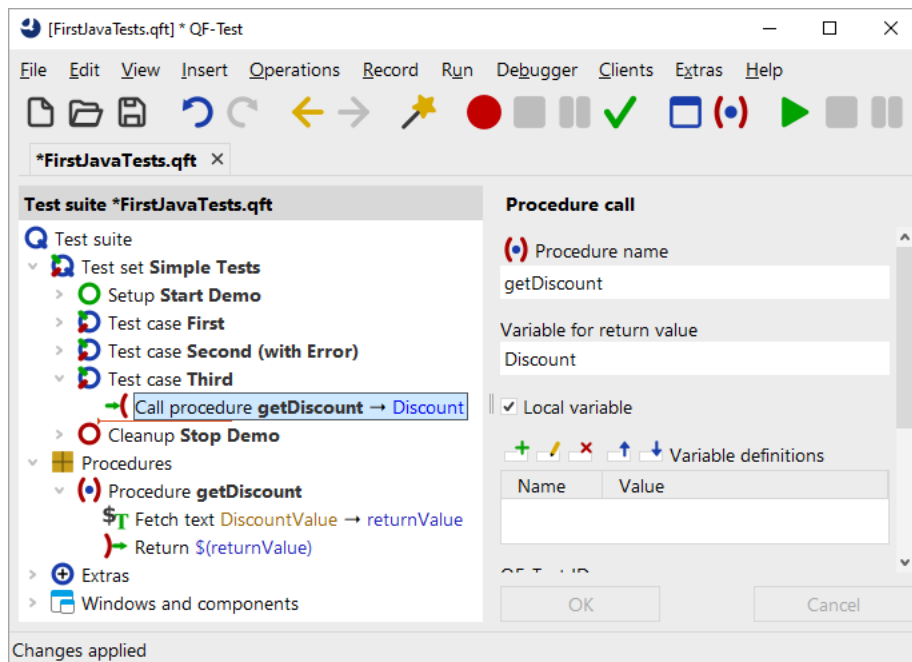 [FirstJavaTests.qft] * QF-Test
File Edit View Insert Operations Record Run Debugger Clients Extras Help
*FirstJavaTests.qft
Test suite *FirstJavaTests.qft
Test suite
Test set Simple Tests
Setup Start Demo
Test case First
Test case Second (with Error)
Test case Third
Call procedure getDiscount → Discount
Cleanup Stop Demo
Procedures
Procedure getDiscount
Fetch text DiscountValue → returnValue
Return $(returnValue)
Extras
Windows and components
Procedure call
Procedure name
getDiscount
Variable for return value
Discount
Local variable
Variable definitions
Name Value
OK Cancel
Changes applied